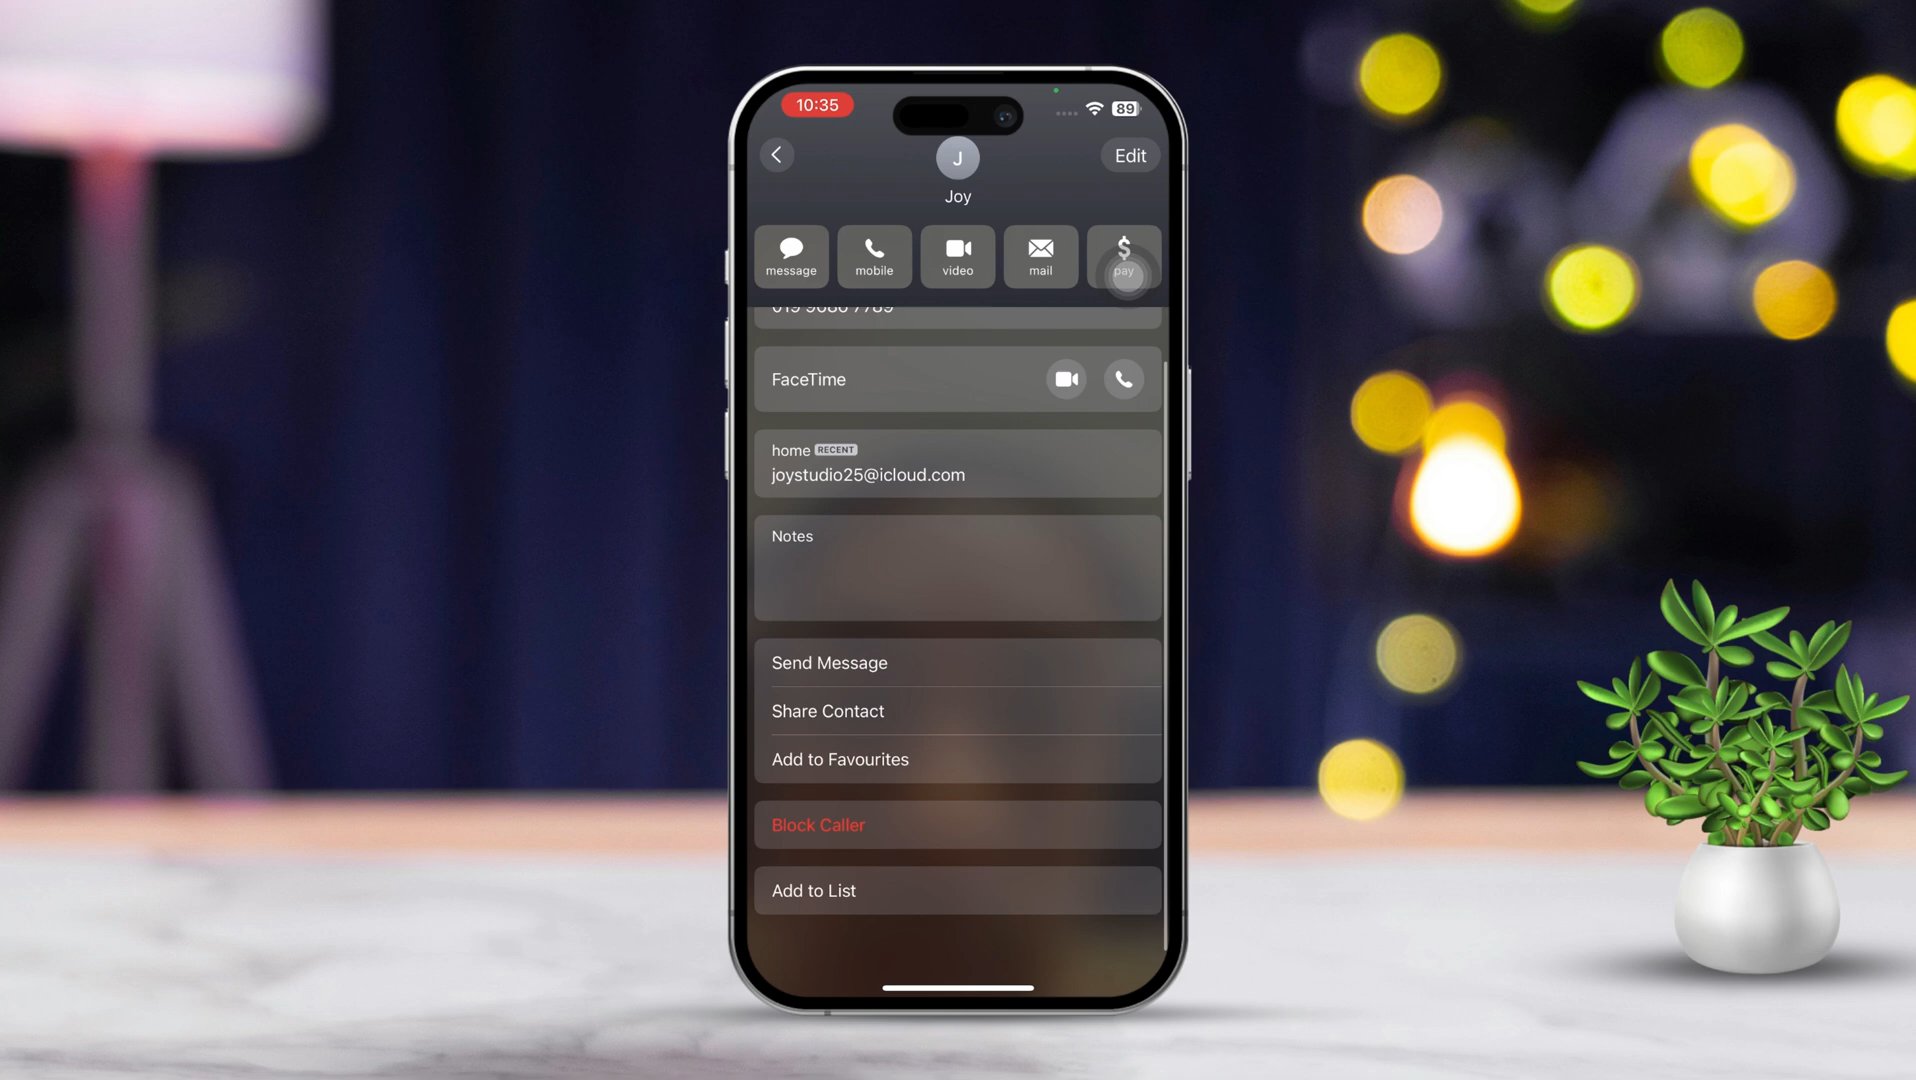 10:35
89
J
Edit
Joy
message
mobile
video
mail
$
pay
FaceTime
home RECENT
joystudio25@icloud.com
Notes
Send Message
Share Contact
Add to Favourites
Block Caller
Add to List